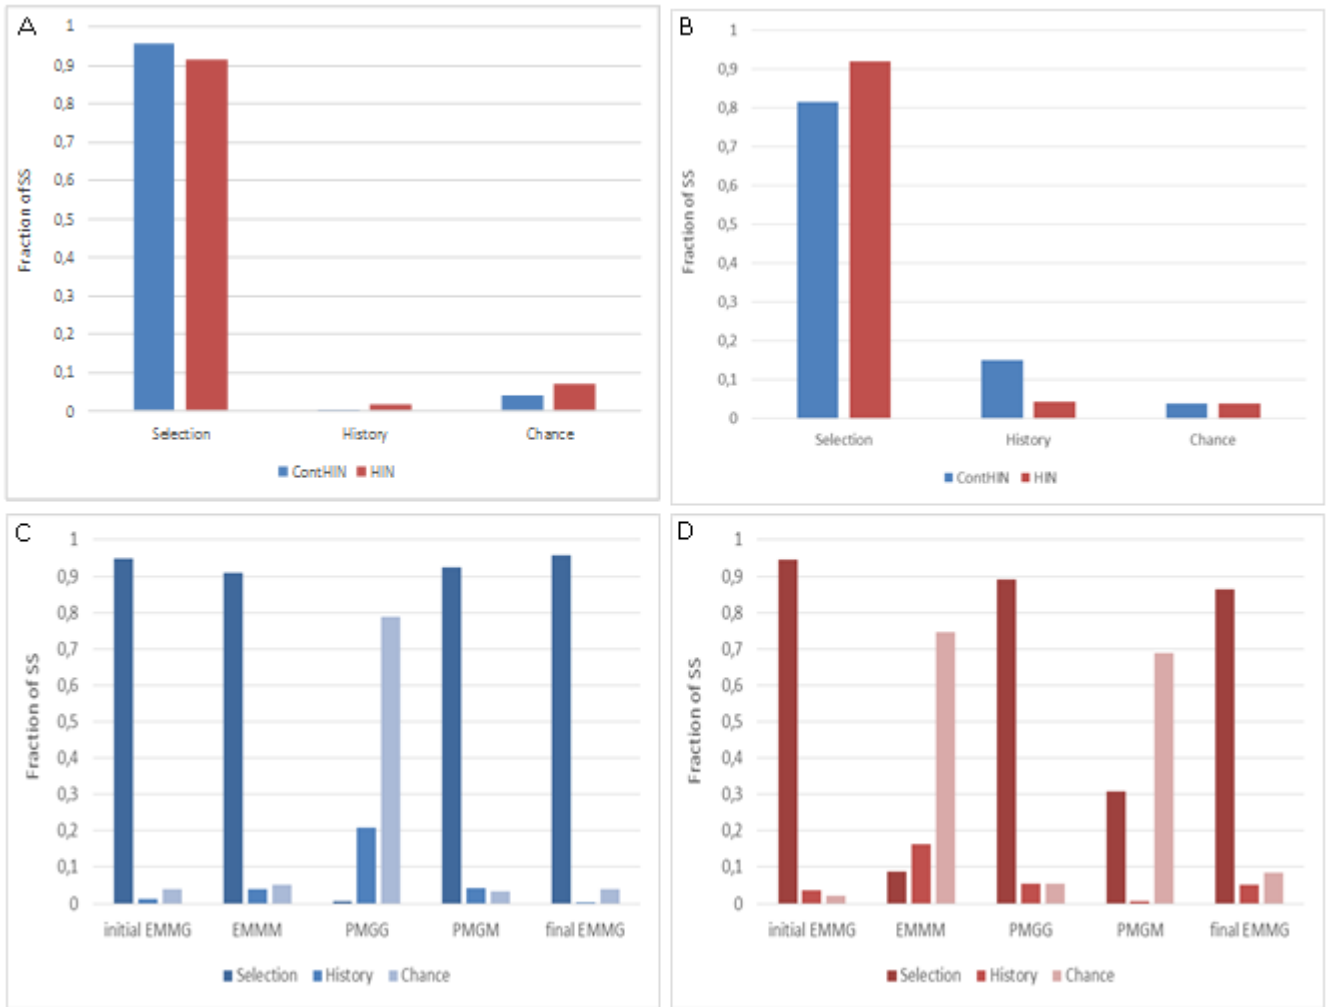 A
Fraction of SS
1
0,9
0,8
0,7
0,6
0,5
0,4
0,3
0,2
0,1
0
Selection History Chance
ContHIN HIN
B
Fraction of SS
1
0,9
0,8
0,7
0,6
0,5
0,4
0,3
0,2
0,1
0
Selection History Chance
ContHIN HIN
C
Fraction of SS
1
0,9
0,8
0,7
0,6
0,5
0,4
0,3
0,2
0,1
0
initial EMMG EMMM PMGG PMGM final EMMG
Selection History Chance
D
Fraction of SS
1
0,9
0,8
0,7
0,6
0,5
0,4
0,3
0,2
0,1
0
initial EMMG EMMM PMGG PMGM final EMMG
Selection History Chance